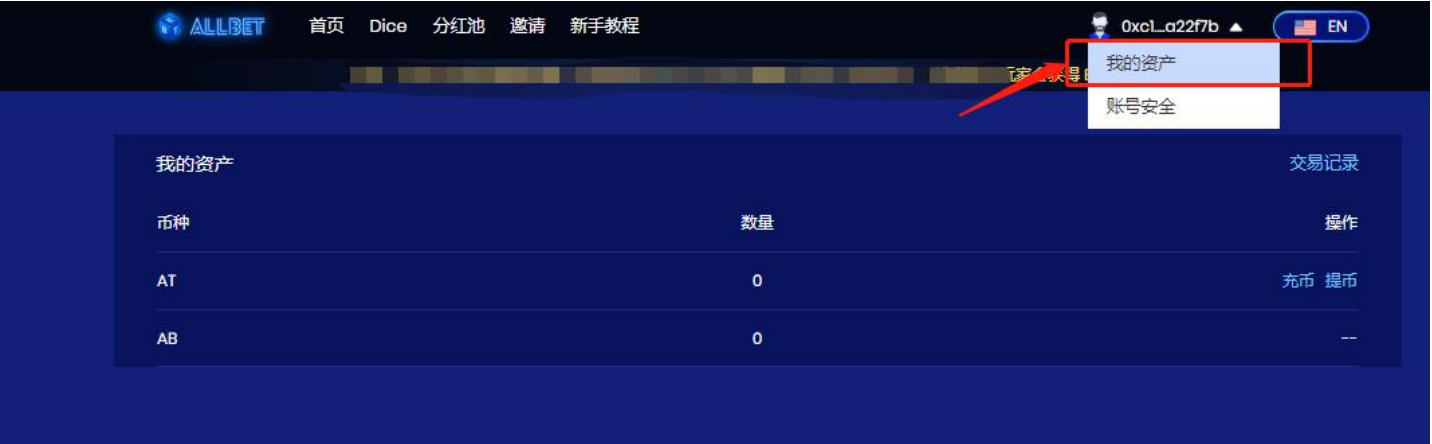 ALLBET 首页 Dice 分红池 邀请 新手教程 0xc1...a22f7b EN
我的资产
账号安全
我的资产 交易记录
币种 数量 操作
AT 0 充币 提币
AB 0 --